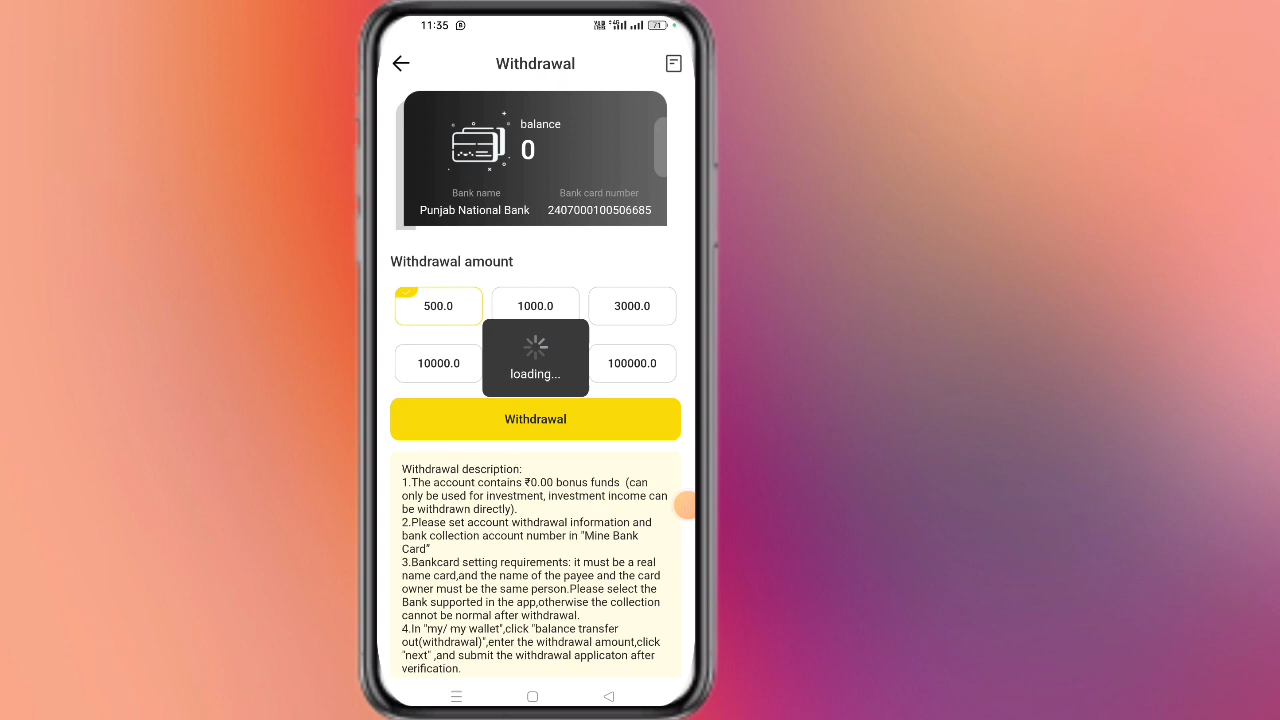 11:35
71
Withdrawal
balance
0
Bank name
Bank card number
Punjab National Bank
2407000100506685
Withdrawal amount
500.0
1000.0
3000.0
10000.0
loading...
100000.0
Withdrawal
Withdrawal description:
1.The account contains ₹0.00 bonus funds (can
only be used for investment, investment income can
be withdrawn directly).
2.Please set account withdrawal information and
bank collection account number in "Mine Bank
Card"
3.Bankcard setting requirements: it must be a real
name card,and the name of the payee and the card
owner must be the same person.Please select the
Bank supported in the app,otherwise the collection
cannot be normal after withdrawal.
4.In "my/ my wallet",click "balance transfer
out(withdrawal)",enter the withdrawal amount,click
"next" ,and submit the withdrawal applicaton after
verification.